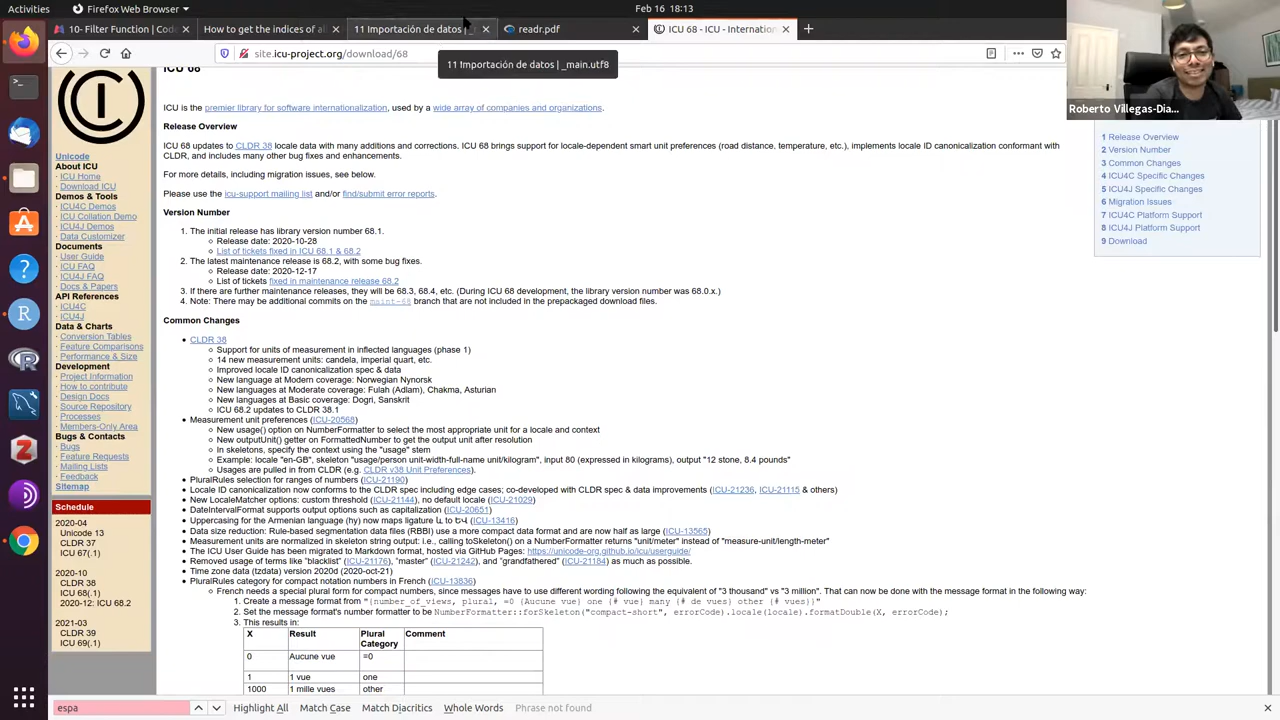 Activities
Firefox Web Browser
Feb 16 18:13
10- Filter Function | Cod
How to get the indices of al
11 Importación de datos | _
readr.pdf
ICU 68 - ICU - Internation
site.icu-project.org/download/68
11 Importación de datos | _main.utf8
Roberto Villegas-Dia...
ICU 68
ICU is the premier library for software internationalization, used by a wide array of companies and organizations.
Release Overview
ICU 68 updates to CLDR 38 locale data with many additions and corrections. ICU 68 brings support for locale-dependent smart unit preferences (road distance, temperature, etc.), implements locale ID canonicalization conformant with
CLDR, and includes many other bug fixes and enhancements.
For more details, including migration issues, see below.
Please use the icu-support mailing list and/or find/submit error reports.
Version Number
1. The initial release has library version number 68.1.
Release date: 2020-10-28
List of tickets fixed in ICU 68.1 & 68.2
2. The latest maintenance release is 68.2, with some bug fixes.
Release date: 2020-12-17
List of tickets fixed in maintenance release 68.2
3. If there are further maintenance releases, they will be 68.3, 68.4, etc. (During ICU 68 development, the library version number was 68.0.x.)
4. Note: There may be additional commits on the maint-68 branch that are not included in the prepackaged download files.
Common Changes
CLDR 38
Support for units of measurement in inflected languages (phase 1)
14 new measurement units: candela, imperial quart, etc.
Improved locale ID canonicalization spec & data
New language at Modern coverage: Norwegian Nynorsk
New languages at Moderate coverage: Fulah (Adlam), Chakma, Asturian
New languages at Basic coverage: Dogri, Sanskrit
ICU 68.2 updates to CLDR 38.1
Measurement unit preferences (ICU-20568)
New usage() option on NumberFormatter to select the most appropriate unit for a locale and context
New outputUnit() getter on FormattedNumber to get the output unit after resolution
In skeletons, specify the context using the "usage" stem
Example: locale "en-GB", skeleton "usage/person unit-width-full-name unit/kilogram", input 80 (expressed in kilograms), output "12 stone, 8.4 pounds"
Usages are pulled in from CLDR (e.g. CLDR v38 Unit Preferences).
PluralRules selection for ranges of numbers (ICU-21190)
Locale ID canonicalization now conforms to the CLDR spec including edge cases; co-developed with CLDR spec & data improvements (ICU-21236, ICU-21115 & others)
New LocaleMatcher options: custom threshold (ICU-21144), no default locale (ICU-21029)
DateIntervalFormat supports output options such as capitalization (ICU-20651)
Uppercasing for the Armenian language (hy) now maps ligature և to ԵՎ (ICU-13416)
Data size reduction: Rule-based segmentation data files (RBBI) use a more compact data format and are now half as large (ICU-13565)
Measurement units are normalized in skeleton string output: i.e., calling toSkeleton() on a NumberFormatter returns "unit/meter" instead of "measure-unit/length-meter"
The ICU User Guide has been migrated to Markdown format, hosted via GitHub Pages: https://unicode-org.github.io/icu/userguide/
Removed usage of terms like "blacklist" (ICU-21176), "master" (ICU-21242), and "grandfathered" (ICU-21184) as much as possible.
Time zone data (tzdata) version 2020d (2020-oct-21)
PluralRules category for compact notation numbers in French (ICU-13836)
French needs a special plural form for compact numbers, since messages have to use different wording following the equivalent of "3 thousand" vs "3 million". That can now be done with the message format in the following way:
1. Create a message format from "{number_of_views, plural, =0 {Aucune vue} one {# vue} many {# de vues} other {# vues}}"
2. Set the message format's number formatter to be NumberFormatter::forSkeleton("compact-short", errorCode).locale(locale).formatDouble(X, errorCode);
3. This results in:
X Result Plural Category Comment
0 Aucune vue =0
1 1 vue one
1000 1 mille vues other
Unicode
About ICU
ICU Home
Download ICU
Demos & Tools
ICU4C Demos
ICU Collation Demo
ICU4J Demos
Data Customizer
Documents
User Guide
ICU FAQ
ICU4J FAQ
Docs & Papers
API References
ICU4C
ICU4J
Data & Charts
Conversion Tables
Feature Comparisons
Performance & Size
Development
Project Information
How to contribute
Design Docs
Source Repository
Processes
Members-Only Area
Bugs & Contacts
Bugs
Feature Requests
Mailing Lists
Feedback
Sitemap
Schedule
2020-04
Unicode 13
CLDR 37
ICU 67(.1)
2020-10
CLDR 38
ICU 68(.1)
2020-12: ICU 68.2
2021-03
CLDR 39
ICU 69(.1)
1 Release Overview
2 Version Number
3 Common Changes
4 ICU4C Specific Changes
5 ICU4J Specific Changes
6 Migration Issues
7 ICU4C Platform Support
8 ICU4J Platform Support
9 Download
espa
Highlight All
Match Case
Match Diacritics
Whole Words
Phrase not found